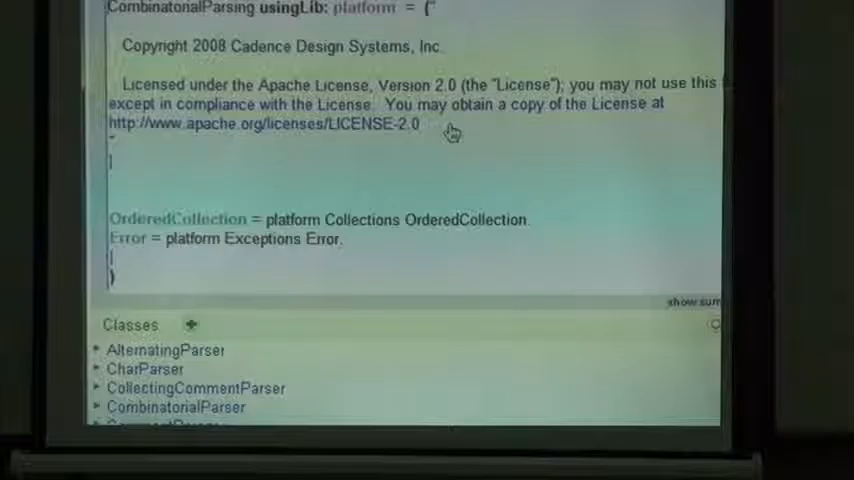 CombinatorialParsing usingLib: platform = ("
Copyright 2008 Cadence Design Systems, Inc.
Licensed under the Apache License, Version 2.0 (the "License"); you may not use this
except in compliance with the License. You may obtain a copy of the License at
http://www.apache.org/licenses/LICENSE-2.0
"
|
OrderedCollection = platform Collections OrderedCollection.
Error = platform Exceptions Error.
|
)
show sum
Classes +
AlternatingParser
CharParser
CollectingCommentParser
CombinatorialParser